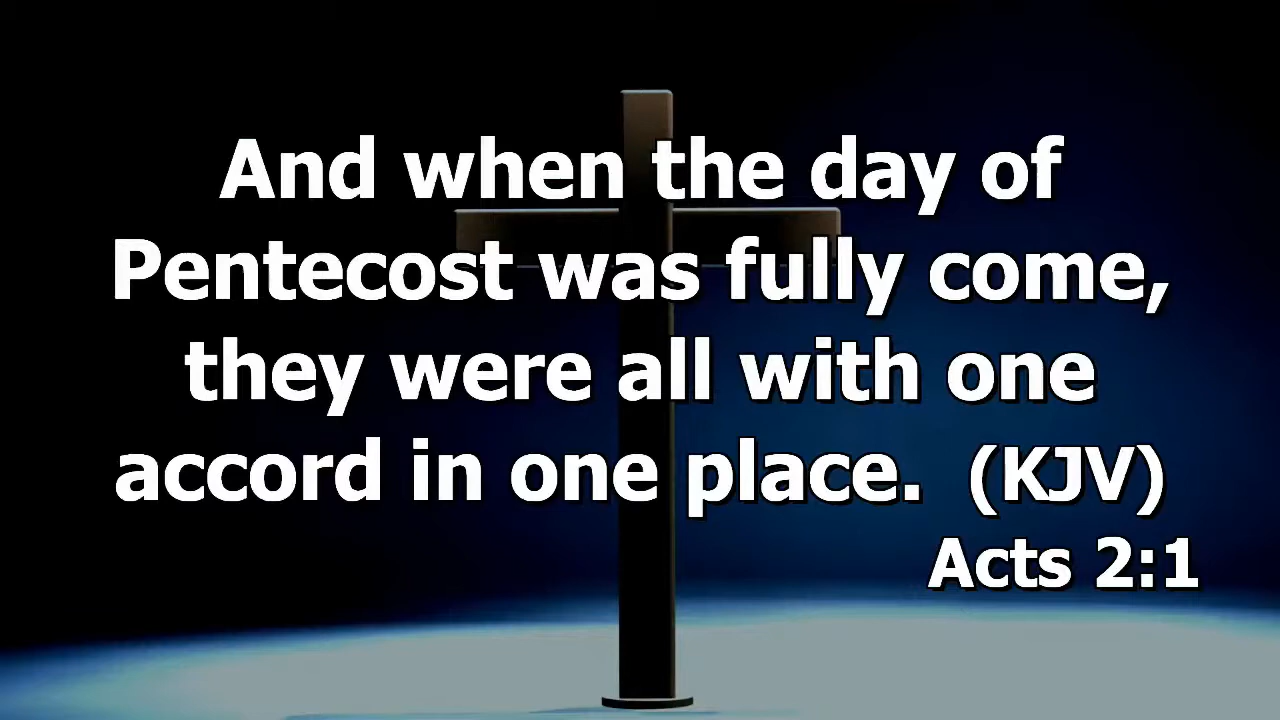 And when the day of
Pentecost was fully come,
they were all with one
accord in one place. (KJV)
Acts 2:1